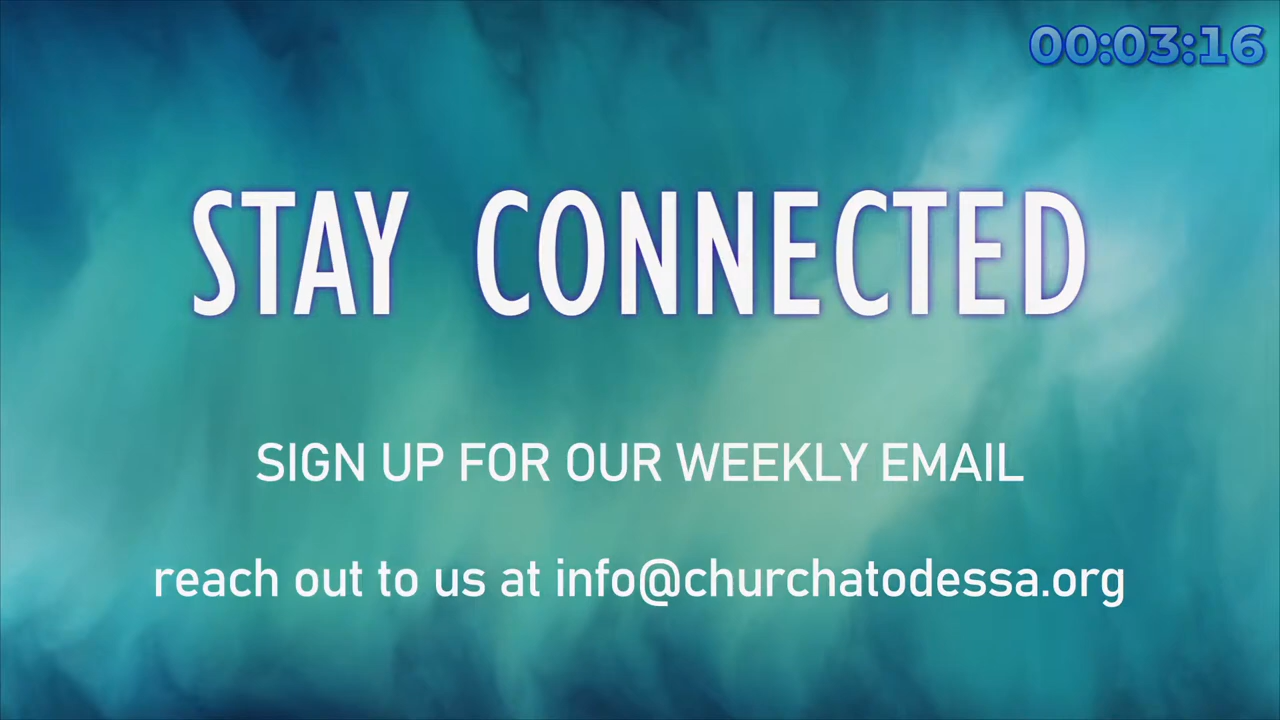 00:03:16
STAY CONNECTED
SIGN UP FOR OUR WEEKLY EMAIL
reach out to us at info@churchatodessa.org